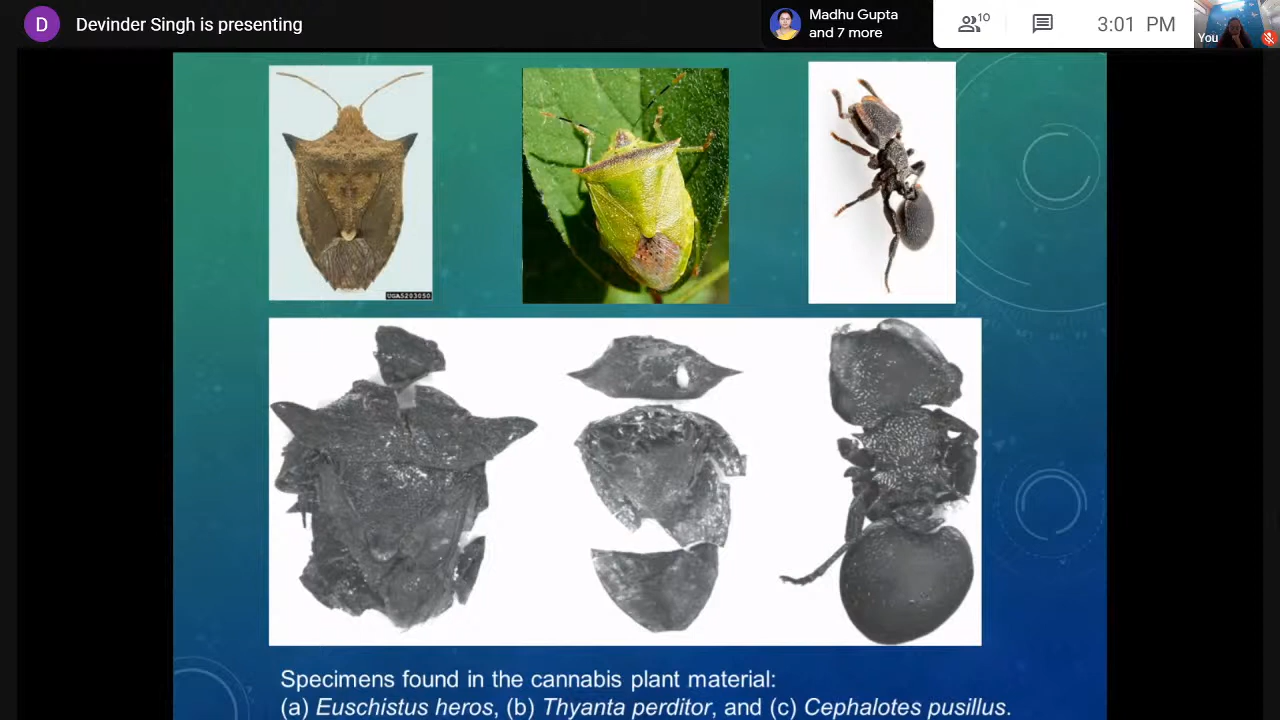 D Devinder Singh is presenting
Madhu Gupta
and 7 more
10
3:01 PM
You
UGA5203050
Specimens found in the cannabis plant material:
(a) Euschistus heros, (b) Thyanta perditor, and (c) Cephalotes pusillus.